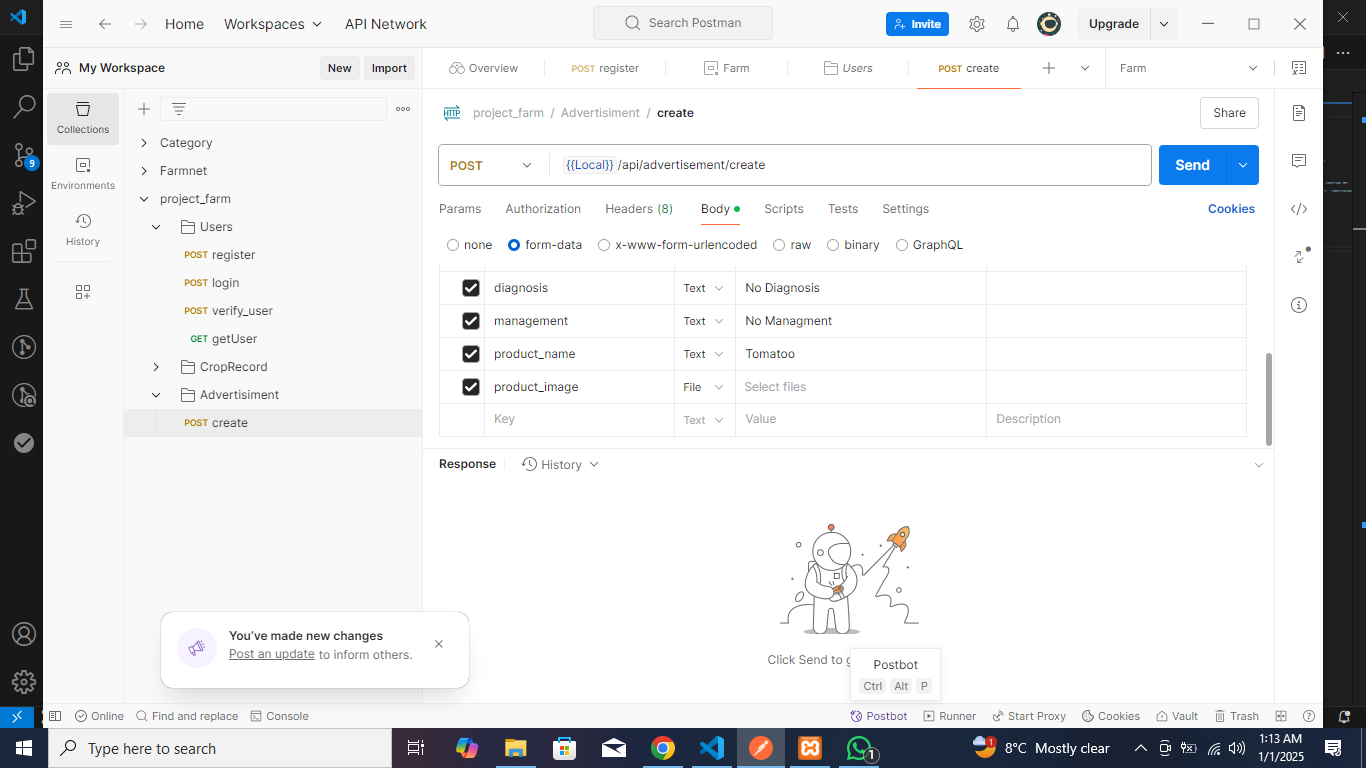 Home
Workspaces
API Network
Search Postman
Invite
Upgrade
My Workspace
New
Import
Overview
POST register
Farm
Users
POST create
Farm
Collections
Environments
History
9
Category
Farmnet
project_farm
Users
POST register
POST login
POST verify_user
GET getUser
CropRecord
Advertisiment
POST create
HTTP
project_farm / Advertisiment / create
Share
POST
{{Local}} /api/advertisement/create
Send
Params
Authorization
Headers (8)
Body
Scripts
Tests
Settings
Cookies
none
form-data
x-www-form-urlencoded
raw
binary
GraphQL
diagnosis Text No Diagnosis
management Text No Managment
product_name Text Tomatoo
product_image File Select files
Key Text Value Description
Response
History
Click Send to g
Postbot
Ctrl Alt P
You've made new changes
Post an update to inform others.
Online
Find and replace
Console
Postbot
Runner
Start Proxy
Cookies
Vault
Trash
Type here to search
1
1
8°C Mostly clear
1:13 AM
1/1/2025